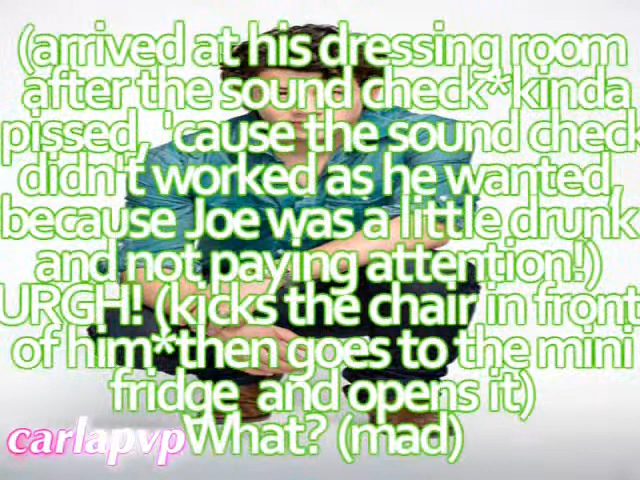 (arrived at his dressing room
after the sound check*kinda
pissed, 'cause the sound check
didn't worked as he wanted,
because Joe was a little drunk
and not paying attention!)
URGH! (kicks the chair in front
of him*then goes to the mini
fridge and opens it)
carlapvp What? (mad)